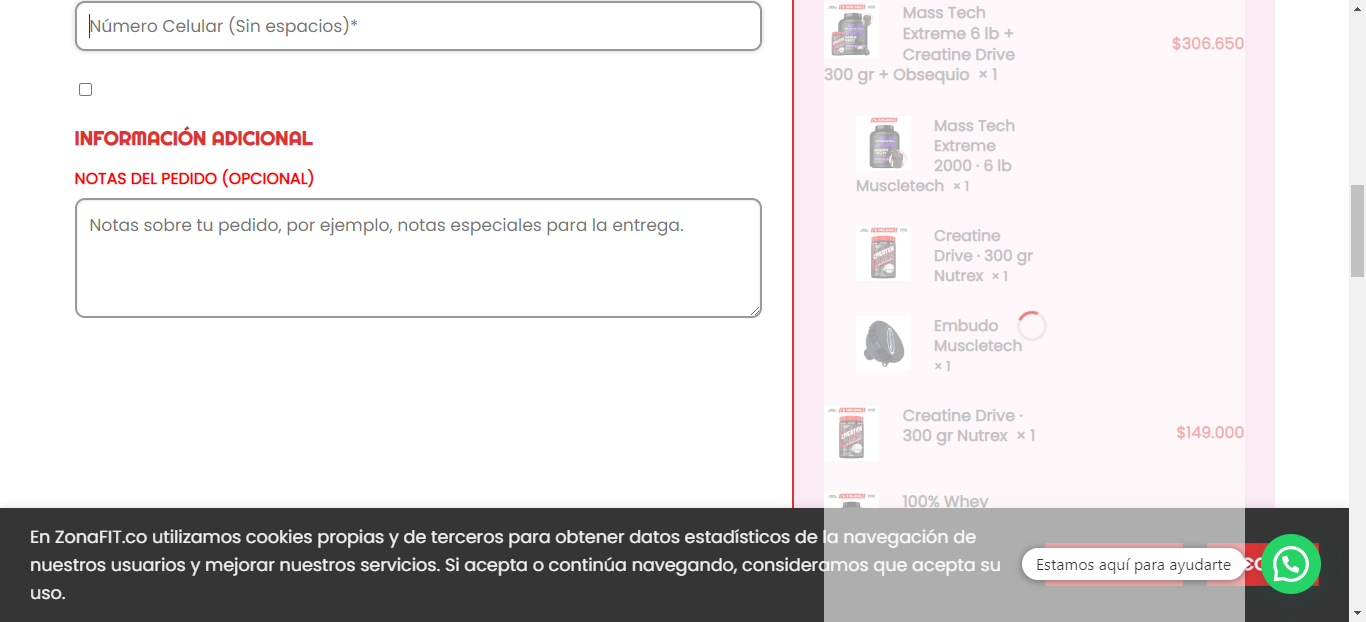 Número Celular (Sin espacios)*
INFORMACIÓN ADICIONAL
NOTAS DEL PEDIDO (OPCIONAL)
Notas sobre tu pedido, por ejemplo, notas especiales para la entrega.
Mass Tech
Extreme 6 lb +
Creatine Drive
300 gr + Obsequio × 1
$306.650
Mass Tech
Extreme
2000 · 6 lb
Muscletech × 1
Creatine
Drive · 300 gr
Nutrex × 1
Embudo
Muscletech
× 1
Creatine Drive ·
300 gr Nutrex × 1
$149.000
100% Whey
En ZonaFIT.co utilizamos cookies propias y de terceros para obtener datos estadísticos de la navegación de
nuestros usuarios y mejorar nuestros servicios. Si acepta o continúa navegando, consideramos que acepta su
uso.
Estamos aquí para ayudarte